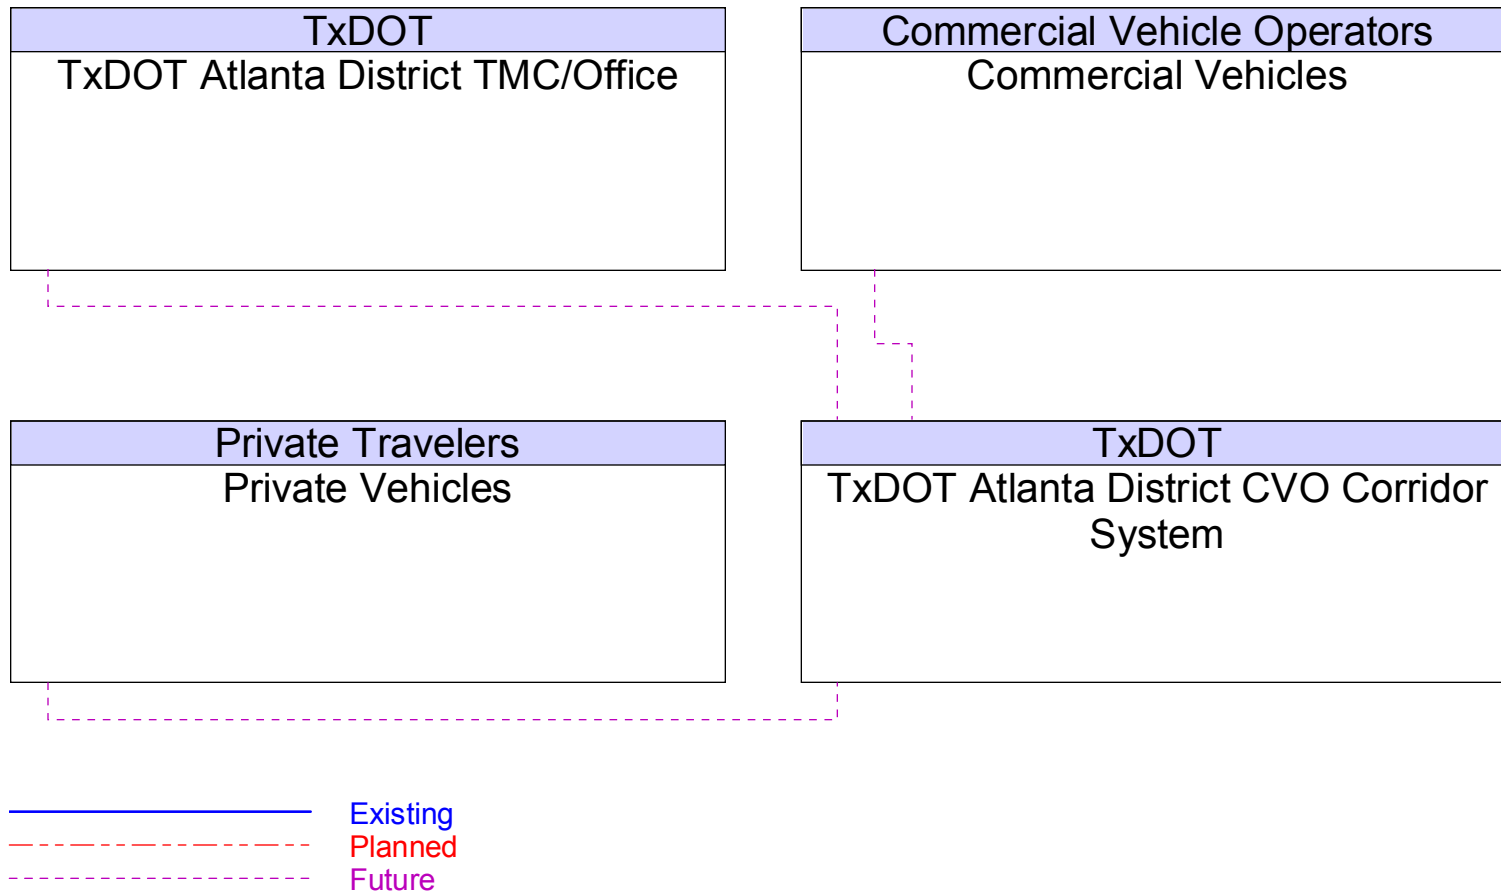 TxDOT
TxDOT Atlanta District TMC/Office
Commercial Vehicle Operators
Commercial Vehicles
Private Travelers
Private Vehicles
TxDOT
TxDOT Atlanta District CVO Corridor
System
Existing
Planned
Future